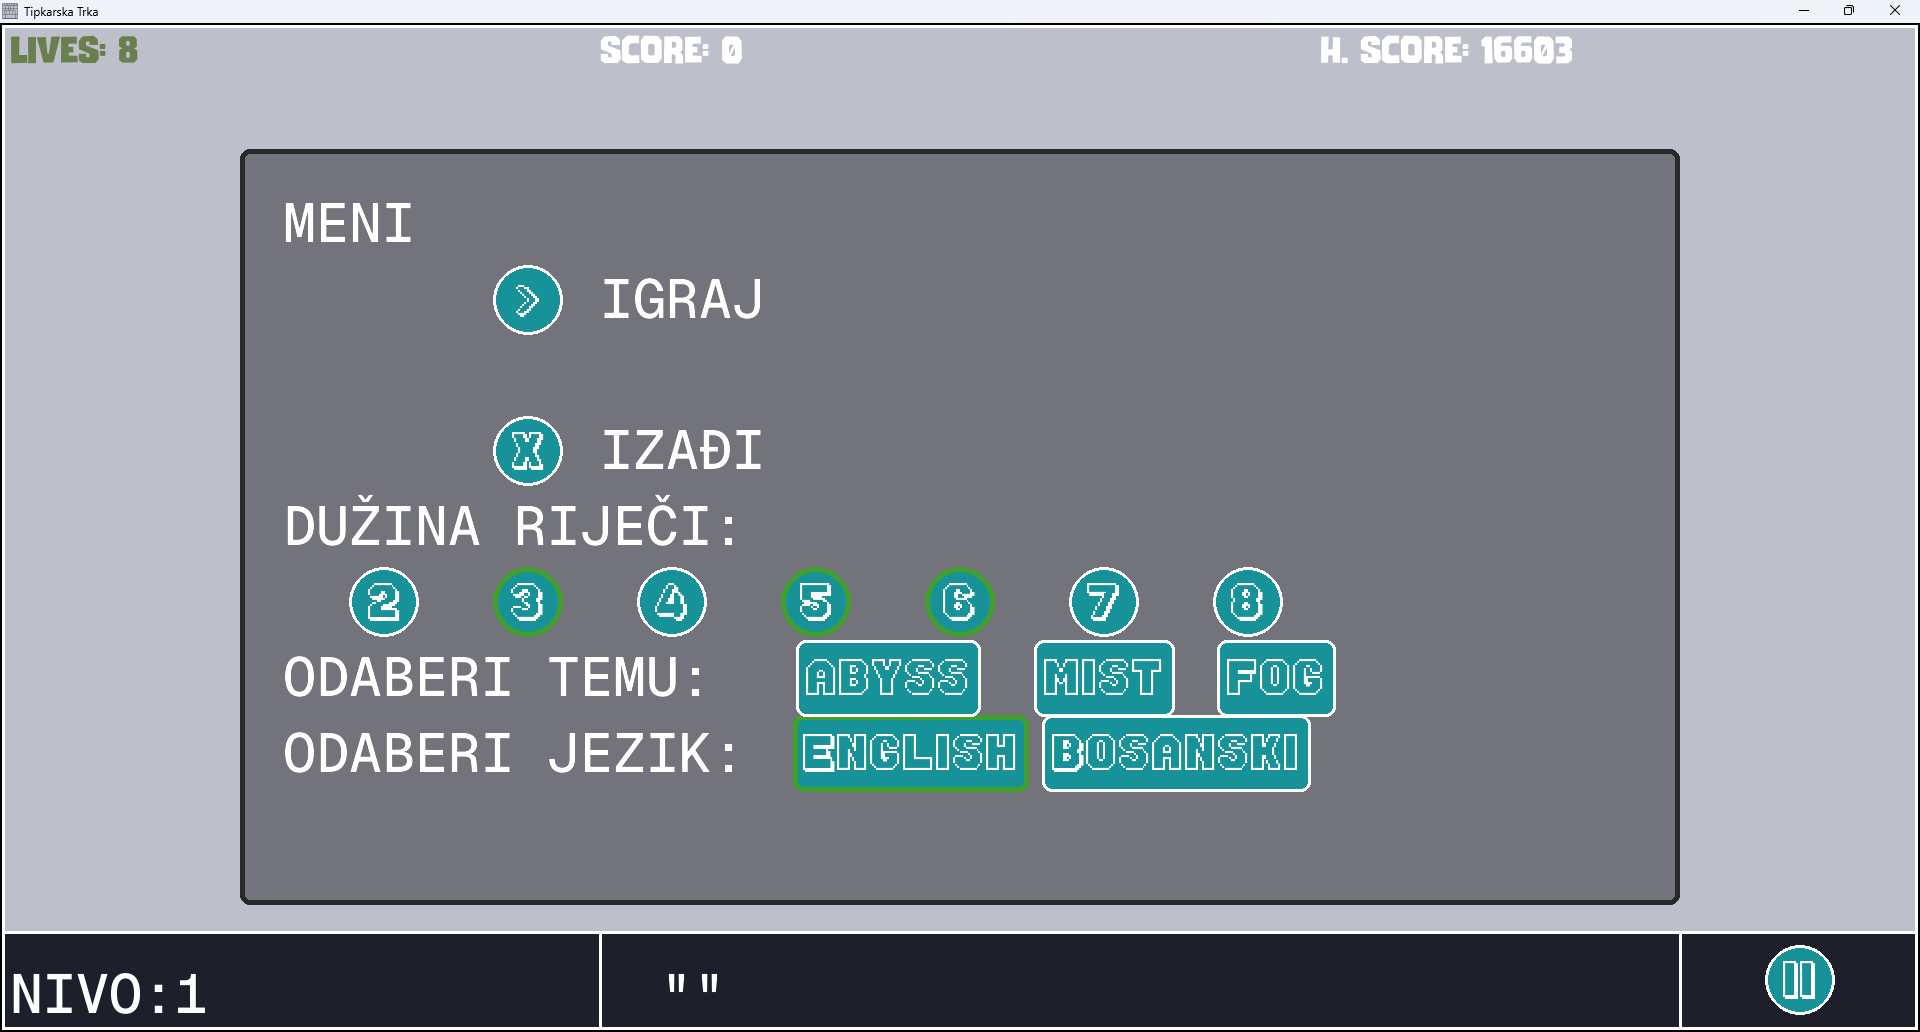 Tipkarska Trka
LIVES: 8 SCORE: 0 H. SCORE: 16603
MENI
> IGRAJ
X IZAĐI
DUŽINA RIJEČI:
2 3 4 5 6 7 8
ODABERI TEMU: ABYSS MIST FOG
ODABERI JEZIK: ENGLISH BOSANSKI
NIVO:1 ""